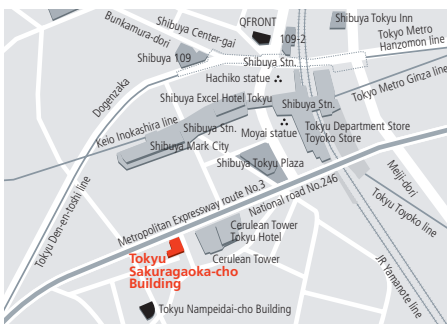 QFRONT
Shibuya Tokyu Inn
Bunkamura-dori
Shibuya Center-gai
109-2
Tokyo Metro
Hanzomon line
Shibuya 109
Shibuya Stn.
Hachiko statue
Dogenzaka
Shibuya Excel Hotel Tokyu
Shibuya Stn.
Tokyo Metro Ginza line
Keio Inokashira line
Shibuya Stn.
Moyai statue
Tokyu Department Store
Toyoko Store
Shibuya Mark City
Shibuya Tokyu Plaza
Meiji-dori
Tokyu Den-en-toshi line
Metropolitan Expressway route No.3
National road No.246
Tokyu Toyoko line
Cerulean Tower
Tokyu Hotel
Tokyu
Sakuragaoka-cho
Building
Cerulean Tower
JR Yamanote line
Tokyu Nampeidai-cho Building